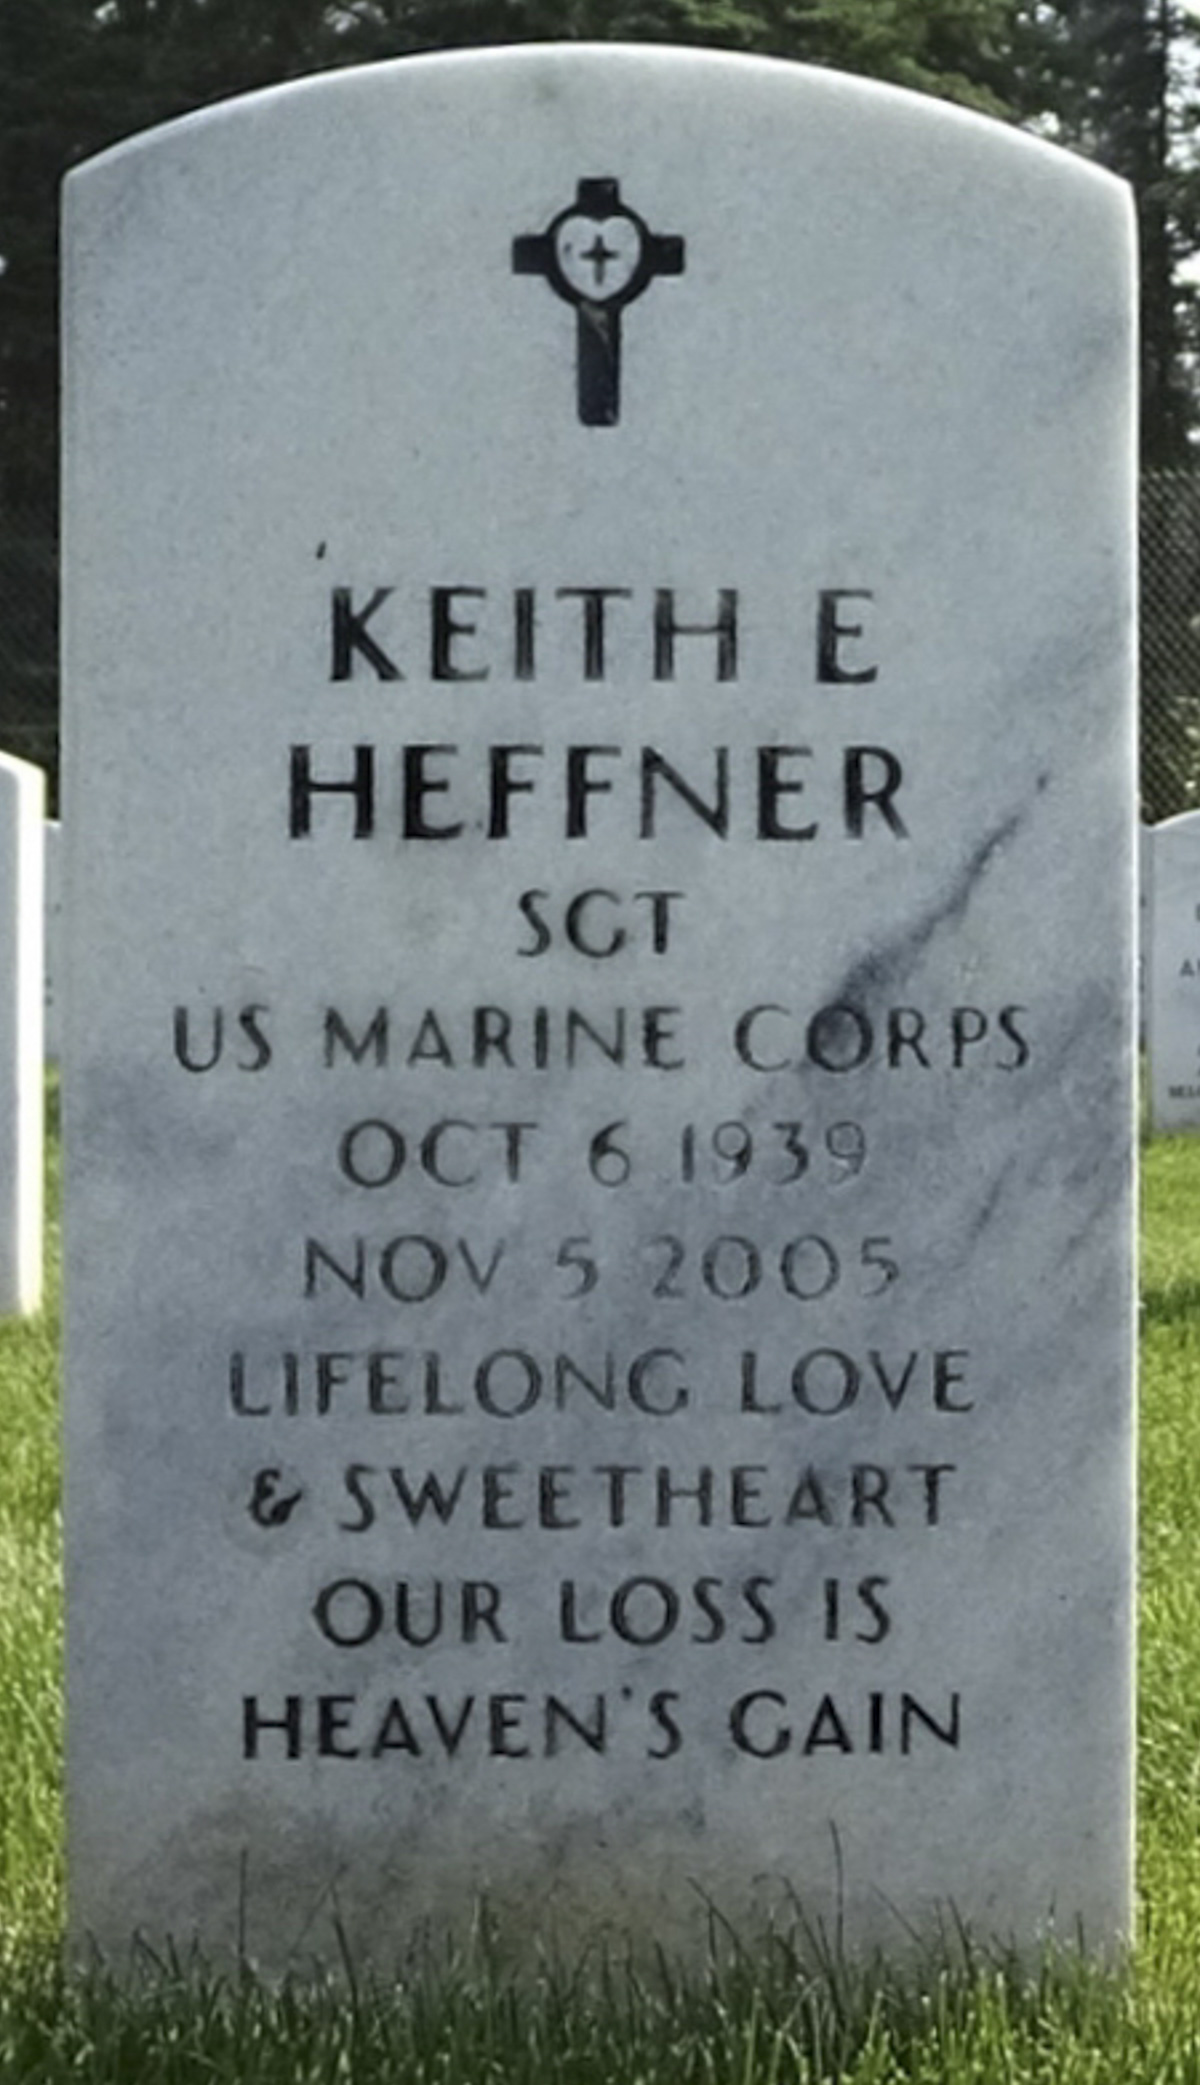 KEITH E
HEFFNER
SGT
US MARINE CORPS
OCT 6 1939
NOV 5 2005
LIFELONG LOVE
& SWEETHEART
OUR LOSS IS
HEAVEN'S GAIN